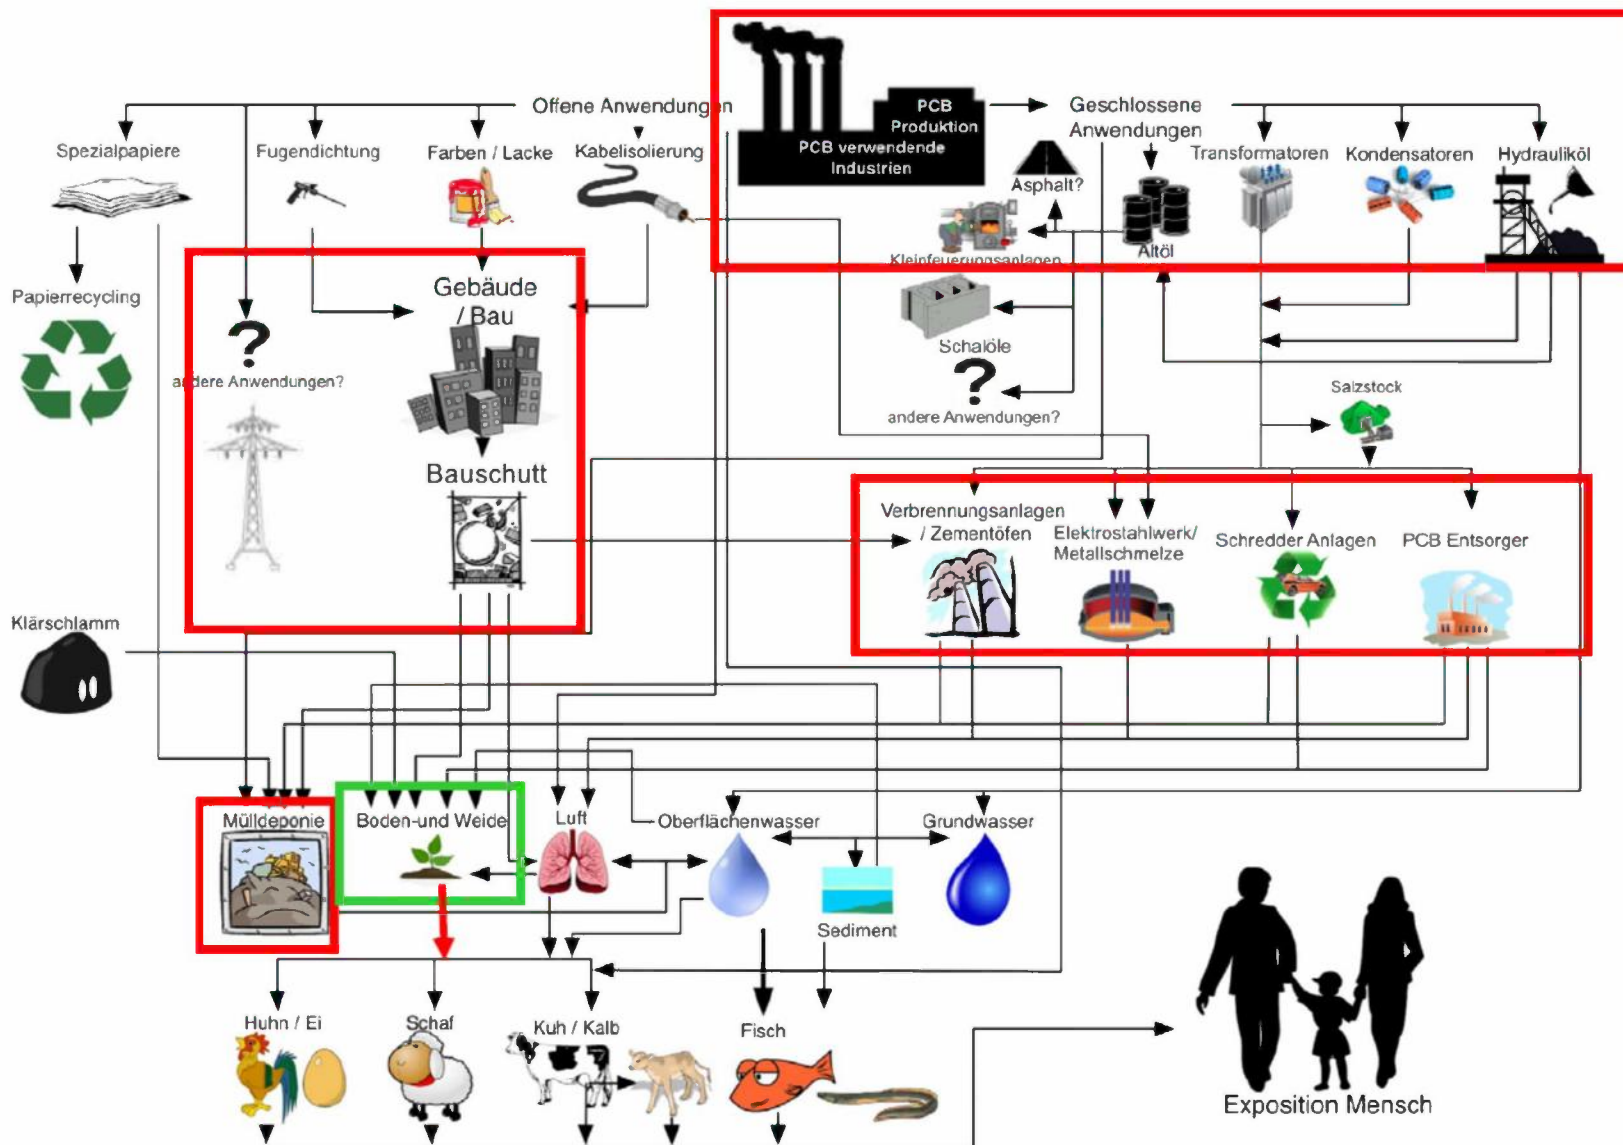 PCB
Produktion
PCB verwendende
Industrien
Offene Anwendungen
Geschlossene
Anwendungen
Spezialpapiere
Fugendichtung
Farben / Lacke
Kabelisolierung
Asphalt?
Transformatoren
Kondensatoren
Hydrauliköl
Kleinfeuerungsanlagen
Altöl
Papierrecycling
Gebäude
/ Bau
?
andere Anwendungen?
Schalöle
?
andere Anwendungen?
Salzstock
Bauschutt
Verbrennungsanlagen
/ Zementöfen
Elektrostahlwerk/
Metallschmelze
Schredder Anlagen
PCB Entsorger
Klärschlamm
Mülldeponie
Boden-und Weide
Luft
Oberflächenwasser
Grundwasser
Sediment
Huhn / Ei
Schaf
Kuh / Kalb
Fisch
Exposition Mensch